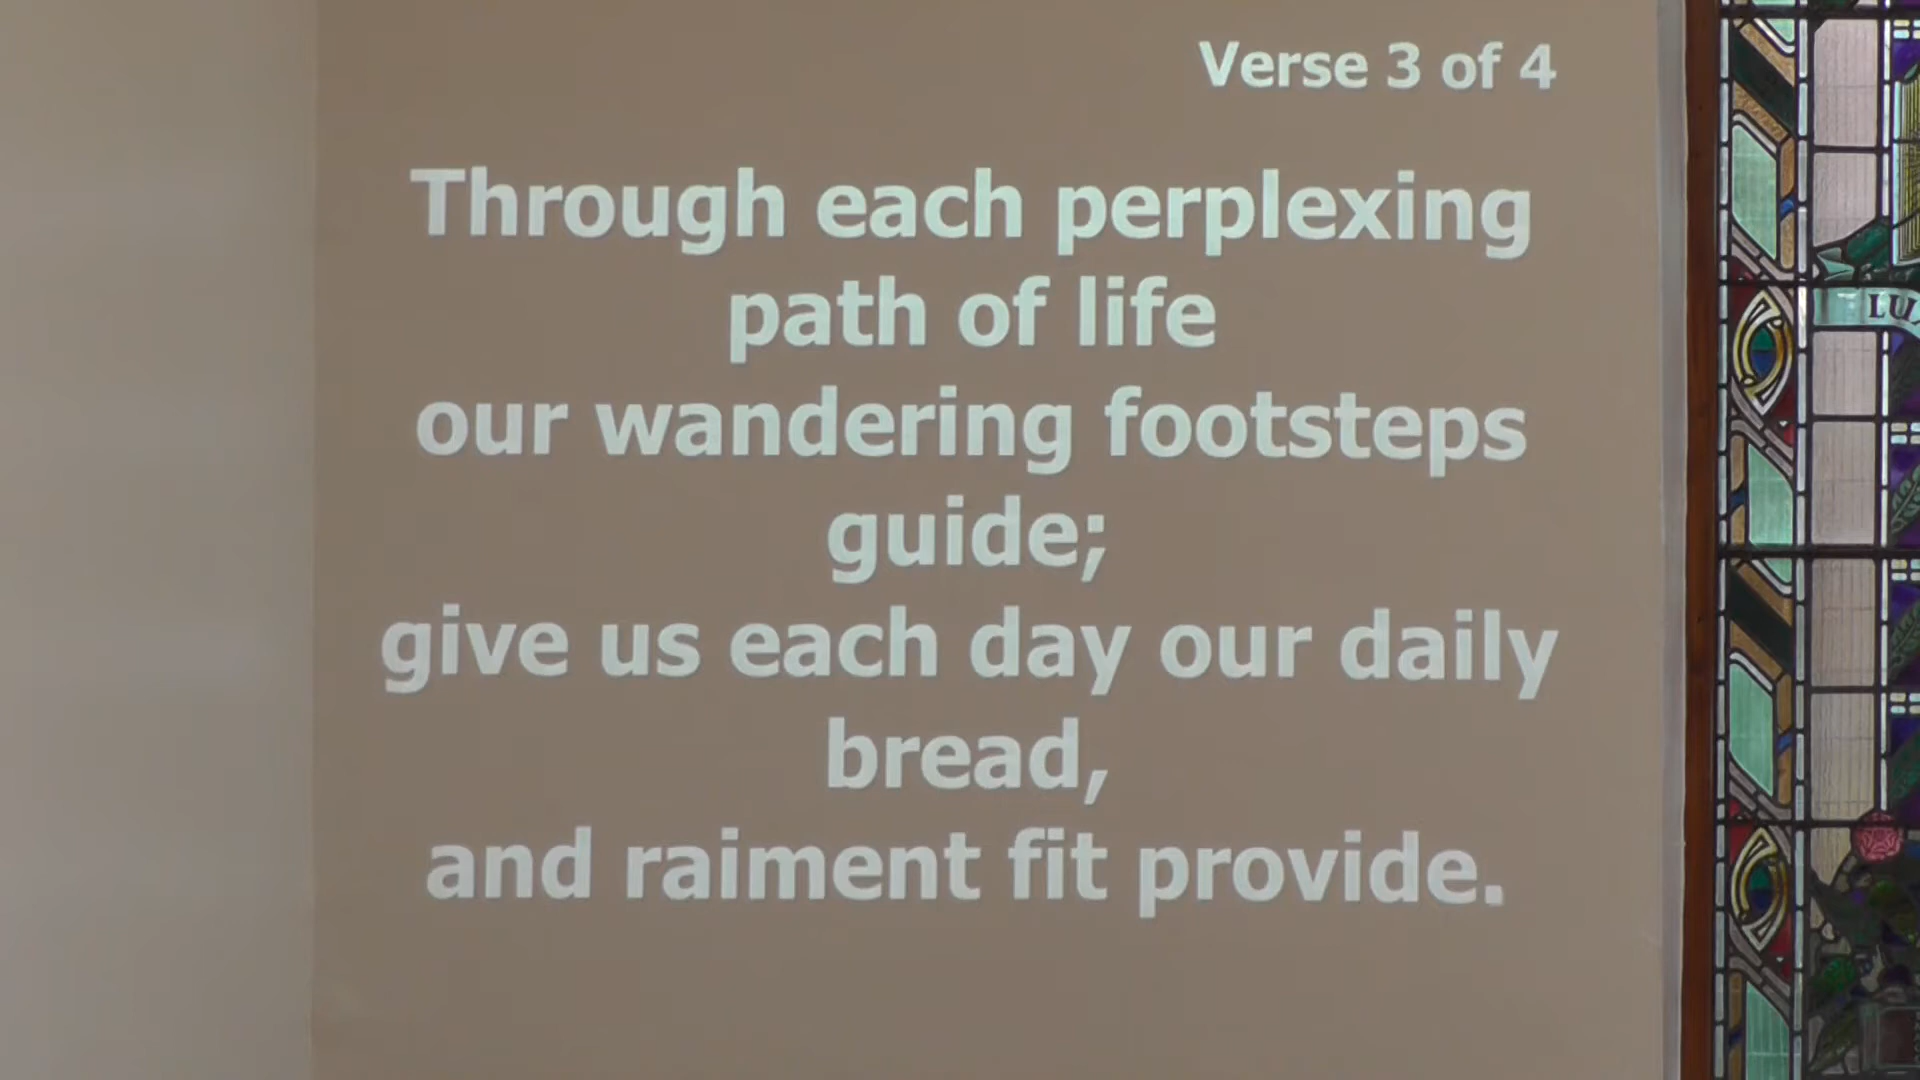 Verse 3 of 4
Through each perplexing
path of life
our wandering footsteps
guide;
give us each day our daily
bread,
and raiment fit provide.